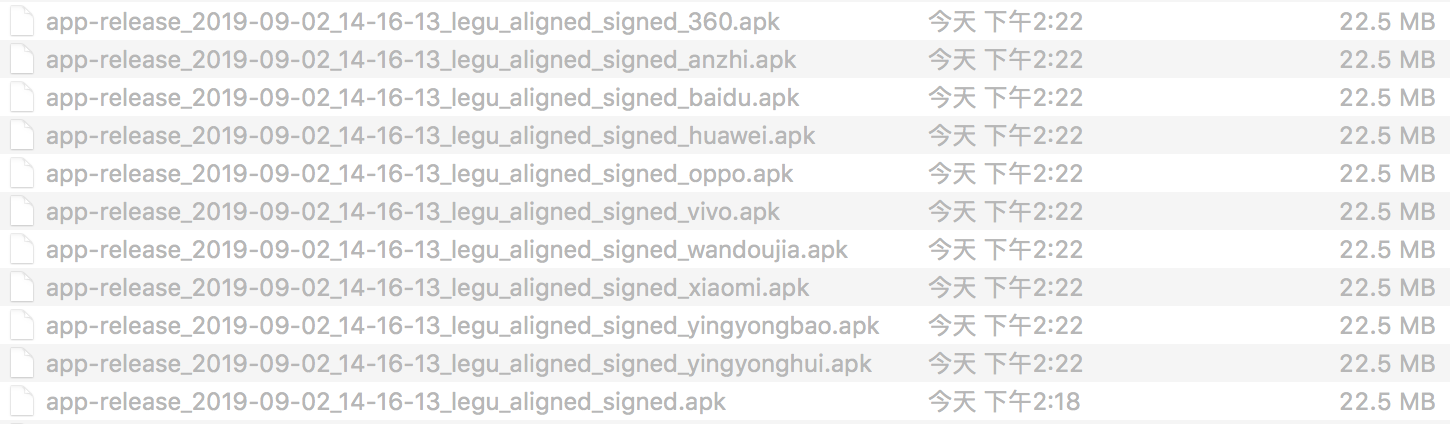 app-release_2019-09-02_14-16-13_legu_aligned_signed_360.apk 今天 下午2:22 22.5 MB
app-release_2019-09-02_14-16-13_legu_aligned_signed_anzhi.apk 今天 下午2:22 22.5 MB
app-release_2019-09-02_14-16-13_legu_aligned_signed_baidu.apk 今天 下午2:22 22.5 MB
app-release_2019-09-02_14-16-13_legu_aligned_signed_huawei.apk 今天 下午2:22 22.5 MB
app-release_2019-09-02_14-16-13_legu_aligned_signed_oppo.apk 今天 下午2:22 22.5 MB
app-release_2019-09-02_14-16-13_legu_aligned_signed_vivo.apk 今天 下午2:22 22.5 MB
app-release_2019-09-02_14-16-13_legu_aligned_signed_wandoujia.apk 今天 下午2:22 22.5 MB
app-release_2019-09-02_14-16-13_legu_aligned_signed_xiaomi.apk 今天 下午2:22 22.5 MB
app-release_2019-09-02_14-16-13_legu_aligned_signed_yingyongbao.apk 今天 下午2:22 22.5 MB
app-release_2019-09-02_14-16-13_legu_aligned_signed_yingyonghui.apk 今天 下午2:22 22.5 MB
app-release_2019-09-02_14-16-13_legu_aligned_signed.apk 今天 下午2:18 22.5 MB